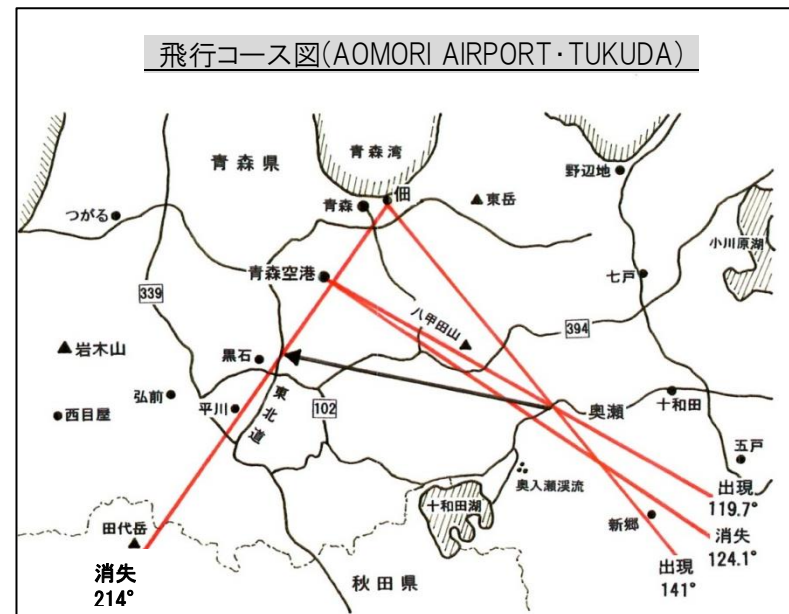 飛行コース図(AOMORI AIRPORT・TUKUDA)
青森県
青森湾
野辺地
つがる
青森
佃
東岳
小川原湖
青森空港
七戸
339
八甲田山
394
岩木山
黒石
弘前
西目屋
平川
東北道
102
奥瀬
十和田
五戸
奥入瀬渓流
出現
119.7°
十和田湖
新郷
消失
124.1°
田代岳
出現
141°
消失
214°
秋田県